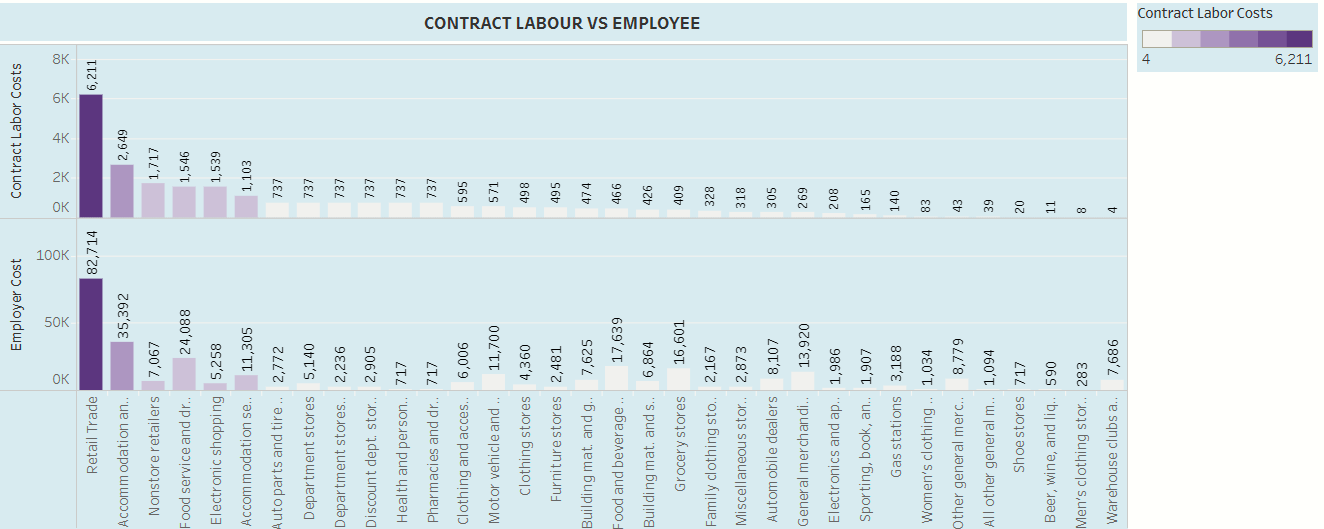 CONTRACT LABOUR VS EMPLOYEE
Contract Labor Costs
4 6,211
Contract Labor Costs
8K
6K
4K
2K
0K
6,211 2,649 1,717 1,546 1,539 1,103 737 737 737 737 737 737 595 571 498 495 474 466 426 409 328 318 305 269 208 165 140 83 43 39 20 11 8 4
Employer Cost
100K
50K
0K
82,714 35,392 7,067 24,088 5,258 11,305 2,772 5,140 2,236 2,905 717 717 6,006 11,700 4,360 2,481 7,625 17,639 6,864 16,601 2,167 2,873 8,107 13,920 1,986 1,907 3,188 1,034 8,779 1,094 717 590 283 7,686
Retail Trade
Accommodation an..
Nonstore retailers
Food service and dr..
Electronic shopping
Accommodation se..
Auto parts and tire ..
Department stores
Department stores..
Discount dept. stor..
Health and person..
Pharmacies and dr..
Clothing and acces..
Motor vehicle and ..
Clothing stores
Furniture stores
Building mat. and g..
Food and beverage ..
Building mat. and s..
Grocery stores
Family clothing sto..
Miscellaneous stor..
Automobile dealers
General merchandi..
Electronics and ap..
Sporting, book, an..
Gas stations
Women's clothing ..
Other general merc..
All other general m..
Shoe stores
Beer, wine, and liq..
Men's clothing stor..
Warehouse clubs a..